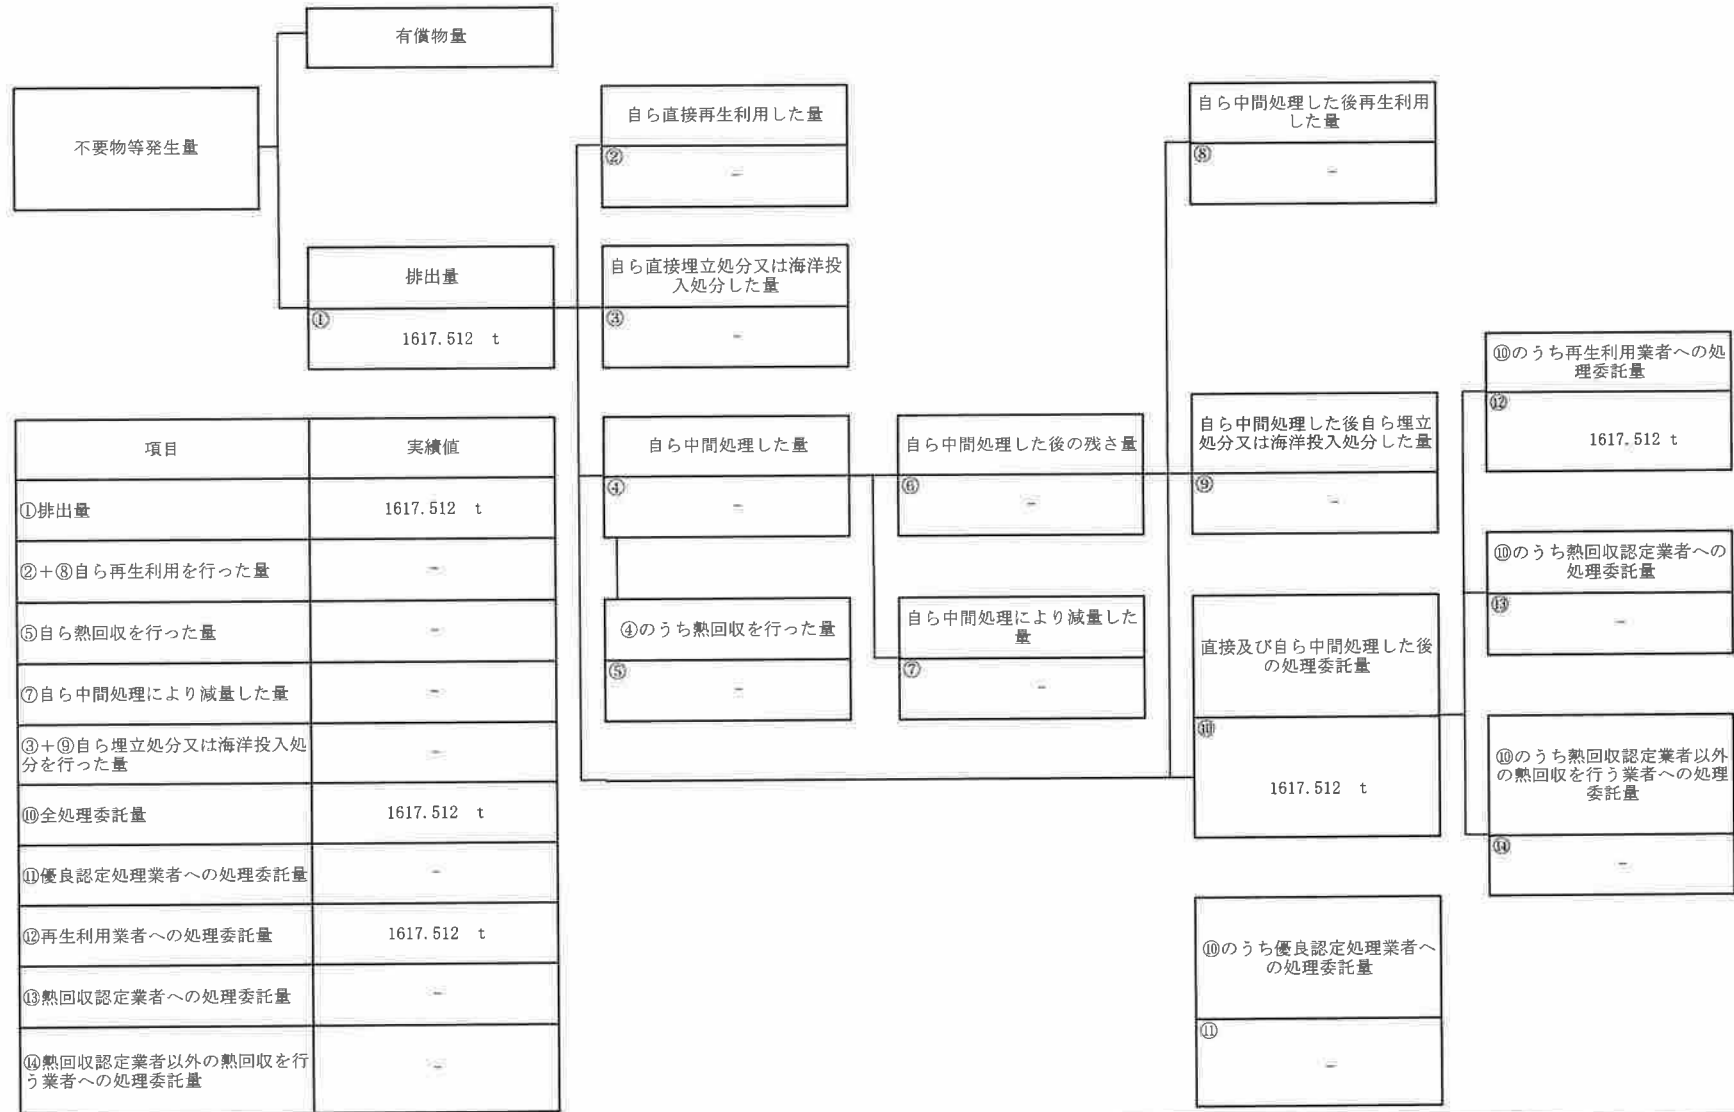 有償物量
不要物等発生量
排出量
①
1617.512 t
自ら直接再生利用した量
②
-
自ら直接埋立処分又は海洋投
入処分した量
③
-
自ら中間処理した量
④
-
④のうち熱回収を行った量
⑤
-
自ら中間処理した後の残さ量
⑥
-
自ら中間処理により減量した
量
⑦
-
自ら中間処理した後再生利用
した量
⑧
-
自ら中間処理した後自ら埋立
処分又は海洋投入処分した量
⑨
-
直接及び自ら中間処理した後
の処理委託量
⑩
1617.512 t
⑩のうち優良認定処理業者へ
の処理委託量
⑪
-
⑩のうち再生利用業者への処
理委託量
⑫
1617.512 t
⑩のうち熱回収認定業者への
処理委託量
⑬
-
⑩のうち熱回収認定業者以外
の熱回収を行う業者への処理
委託量
⑭
-
項目 実績値
①排出量 1617.512 t
②+⑧自ら再生利用を行った量 -
⑤自ら熱回収を行った量 -
⑦自ら中間処理により減量した量 -
③+⑨自ら埋立処分又は海洋投入処
分を行った量 -
⑩全処理委託量 1617.512 t
⑪優良認定処理業者への処理委託量 -
⑫再生利用業者への処理委託量 1617.512 t
⑬熱回収認定業者への処理委託量 -
⑭熱回収認定業者以外の熱回収を行
う業者への処理委託量 -